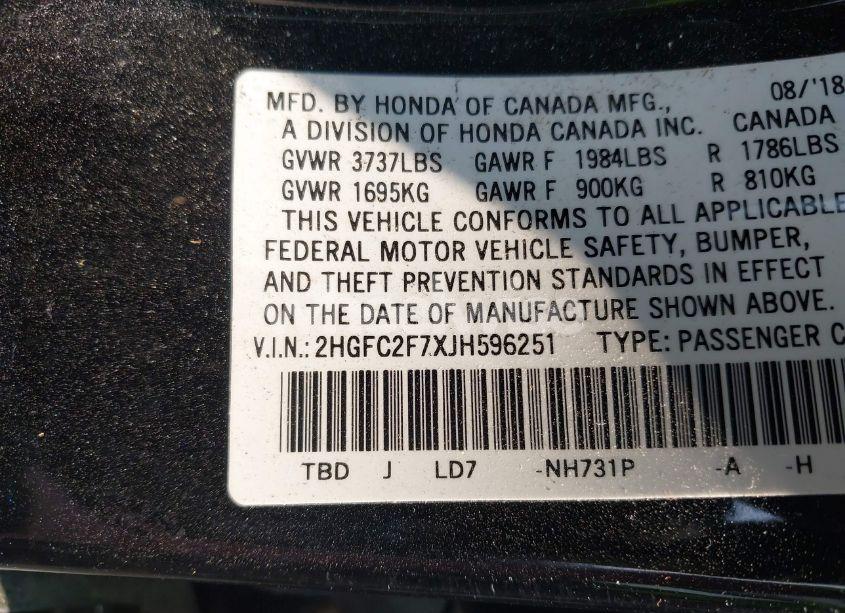 08/'18
MFD. BY HONDA OF CANADA MFG.,
A DIVISION OF HONDA CANADA INC. CANADA
GVWR 3737LBS GAWR F 1984LBS R 1786LBS
GVWR 1695KG GAWR F 900KG R 810KG
THIS VEHICLE CONFORMS TO ALL APPLICABLE
FEDERAL MOTOR VEHICLE SAFETY, BUMPER,
AND THEFT PREVENTION STANDARDS IN EFFECT
ON THE DATE OF MANUFACTURE SHOWN ABOVE.
V.I.N.: 2HGFC2F7XJH596251 TYPE: PASSENGER C
TBD J LD7 -NH731P -A -H